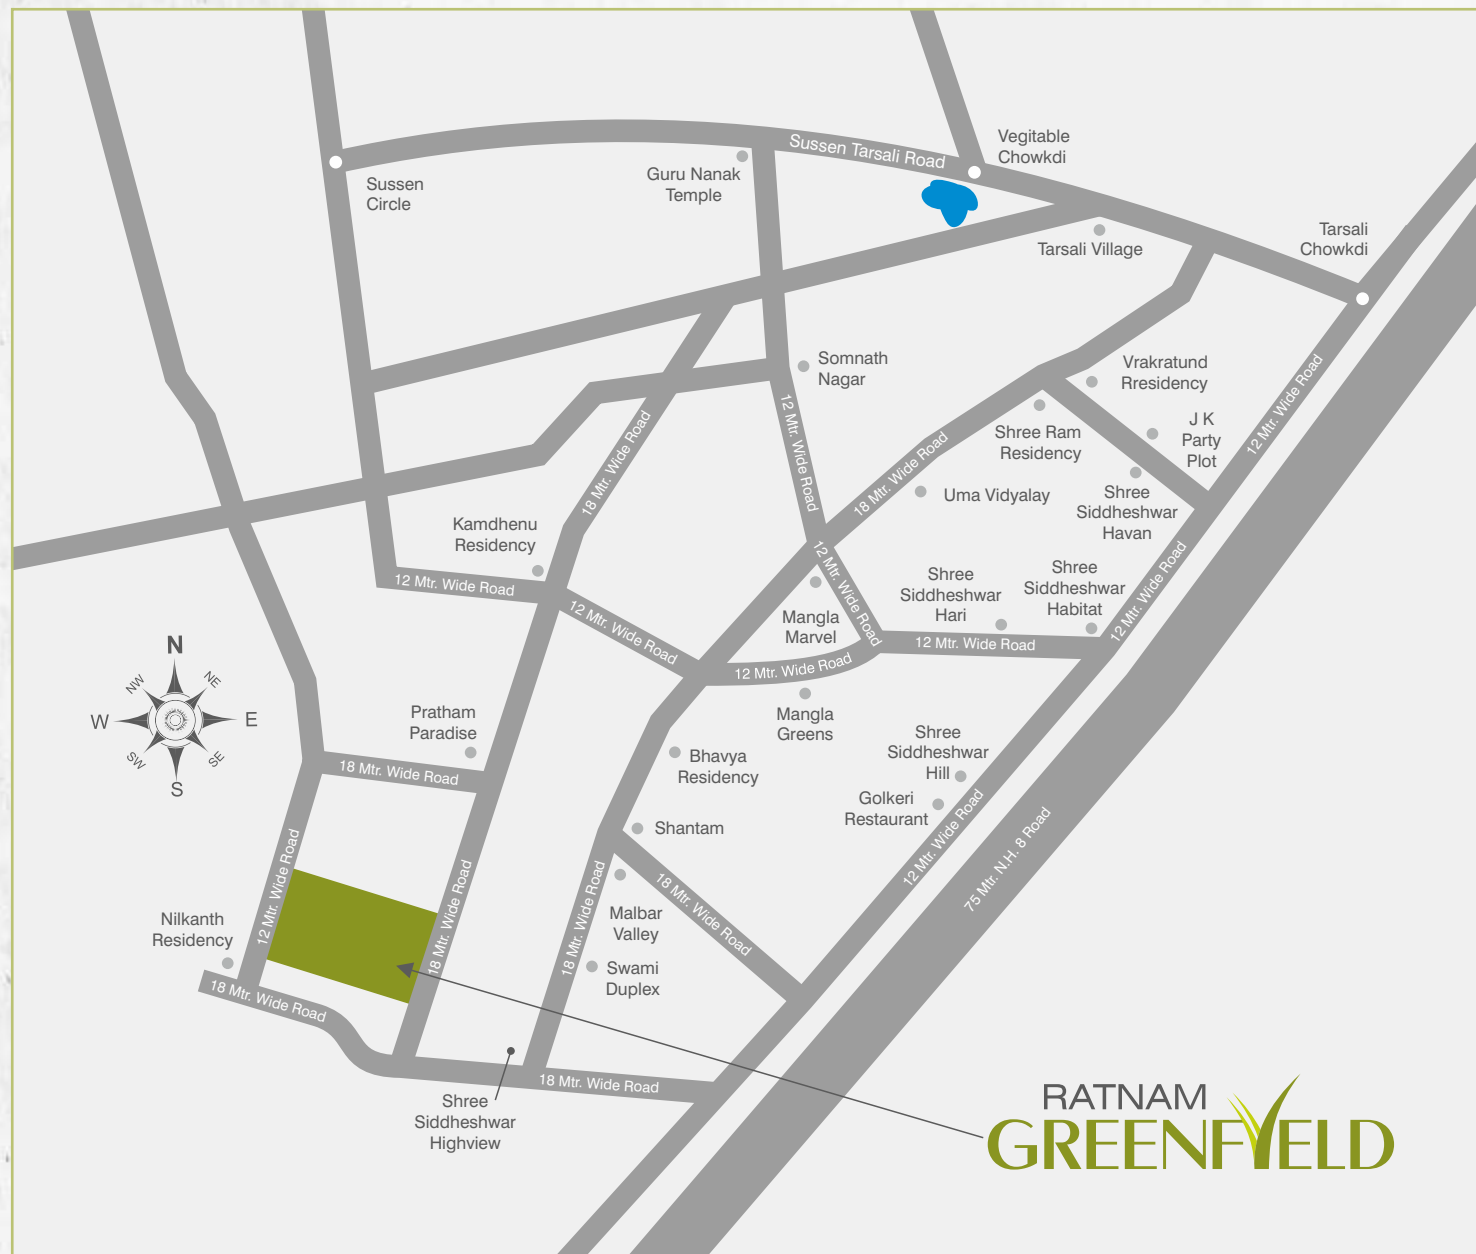 Sussen Tarsali Road
Vegitable
Chowkdi
Guru Nanak
Temple
Sussen
Circle
Tarsali
Chowkdi
Tarsali Village
Somnath
Nagar
Vrakratund
Rresidency
12 Mtr. Wide Road
J K
Party
Plot
Shree Ram
Residency
12 Mtr. Wide Road
18 Mtr. Wide Road
18 Mtr. Wide Road
Uma Vidyalay
Shree
Siddheshwar
Havan
Kamdhenu
Residency
12 Mtr. Wide Road
12 Mtr. Wide Road
12 Mtr. Wide Road
Shree
Siddheshwar
Hari
Shree
Siddheshwar
Habitat
12 Mtr. Wide Road
12 Mtr. Wide Road
Mangla
Marvel
12 Mtr. Wide Road
12 Mtr. Wide Road
N
NW
NE
W
E
SW
SE
S
Pratham
Paradise
Mangla
Greens
Bhavya
Residency
Shree
Siddheshwar
Hill
18 Mtr. Wide Road
Golkeri
Restaurant
Shantam
12 Mtr. Wide Road
75 Mtr. N.H. 8 Road
12 Mtr. Wide Road
18 Mtr. Wide Road
18 Mtr. Wide Road
18 Mtr. Wide Road
Nilkanth
Residency
Malbar
Valley
Swami
Duplex
18 Mtr. Wide Road
18 Mtr. Wide Road
Shree
Siddheshwar
Highview
RATNAM
GREENFIELD